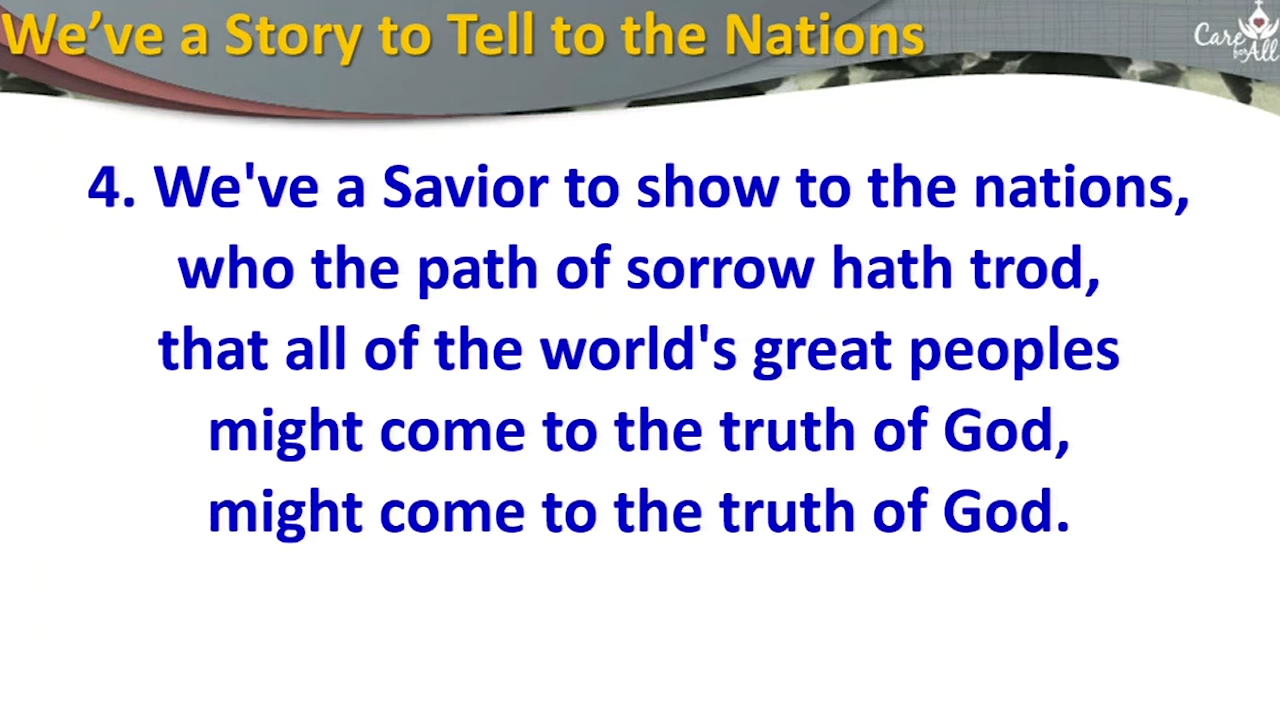 We’ve a Story to Tell to the Nations
Care
for All
4. We've a Savior to show to the nations,
who the path of sorrow hath trod,
that all of the world's great peoples
might come to the truth of God,
might come to the truth of God.